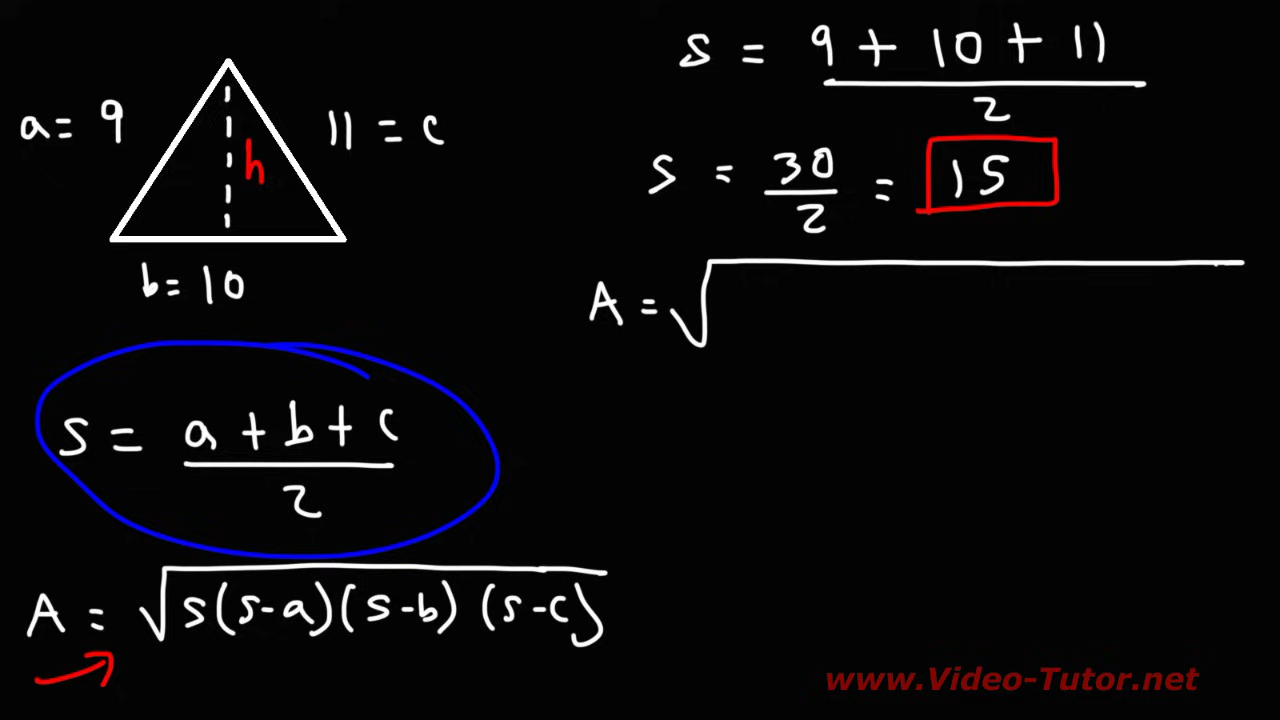 a = 9
h
11 = c
b = 10
s = a + b + c / 2
A = √s(s-a)(s-b)(s-c)
s = 9 + 10 + 11 / 2
s = 30 / 2 = 15
A = √
www.Video-Tutor.net